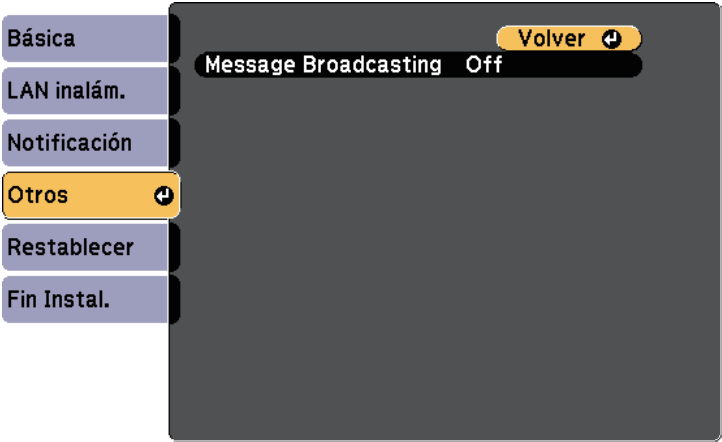 Básica
LAN inalám.
Notificación
Otros
Restablecer
Fin Instal.
Volver
Message Broadcasting Off